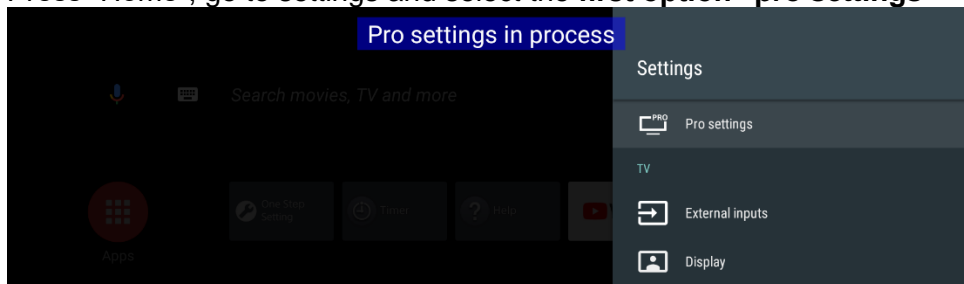 Press "Home", go to settings and select the first option "pro settings"
Pro settings in process
Settings
Search movies, TV and more
PRO
Pro settings
TV
One Stop
Setting
Timer
? Help
External inputs
Apps
Display